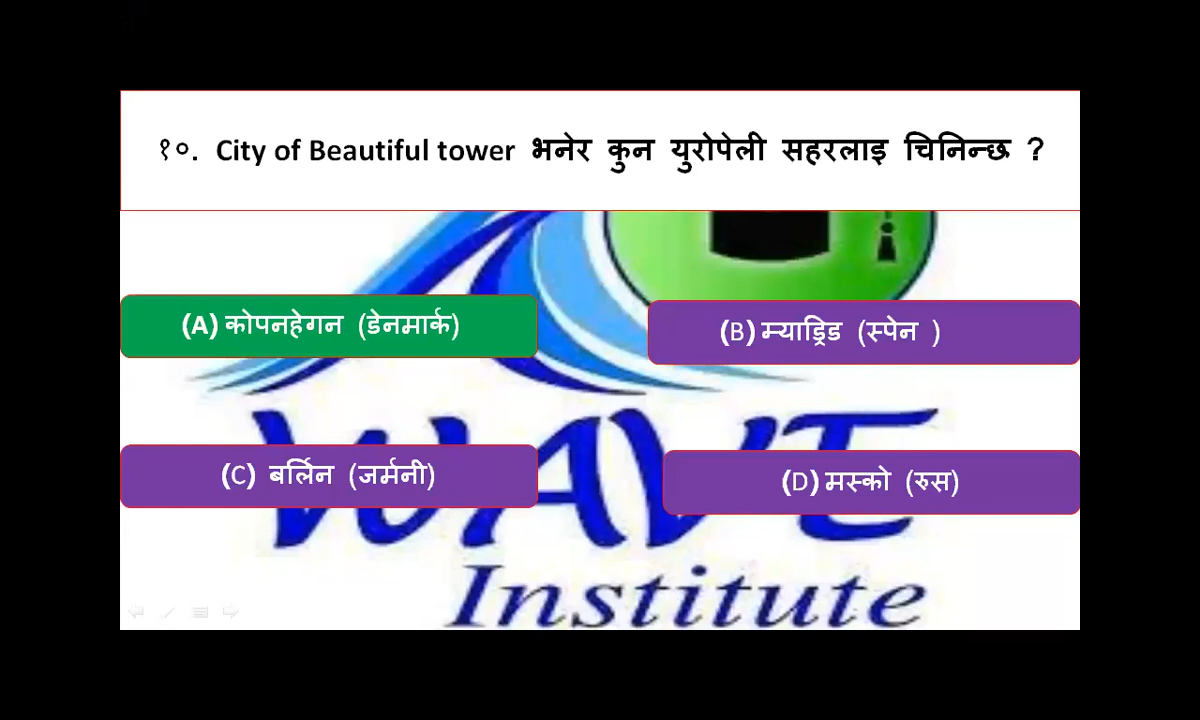 १०. City of Beautiful tower भनेर कुन युरोपेली सहरलाइ चिनिन्छ ?
(A) कोपनहेगन (डेनमार्क)
(B) म्याड्रिड (स्पेन )
(C) बर्लिन (जर्मनी)
(D) मस्को (रुस)
WAVE
Institute